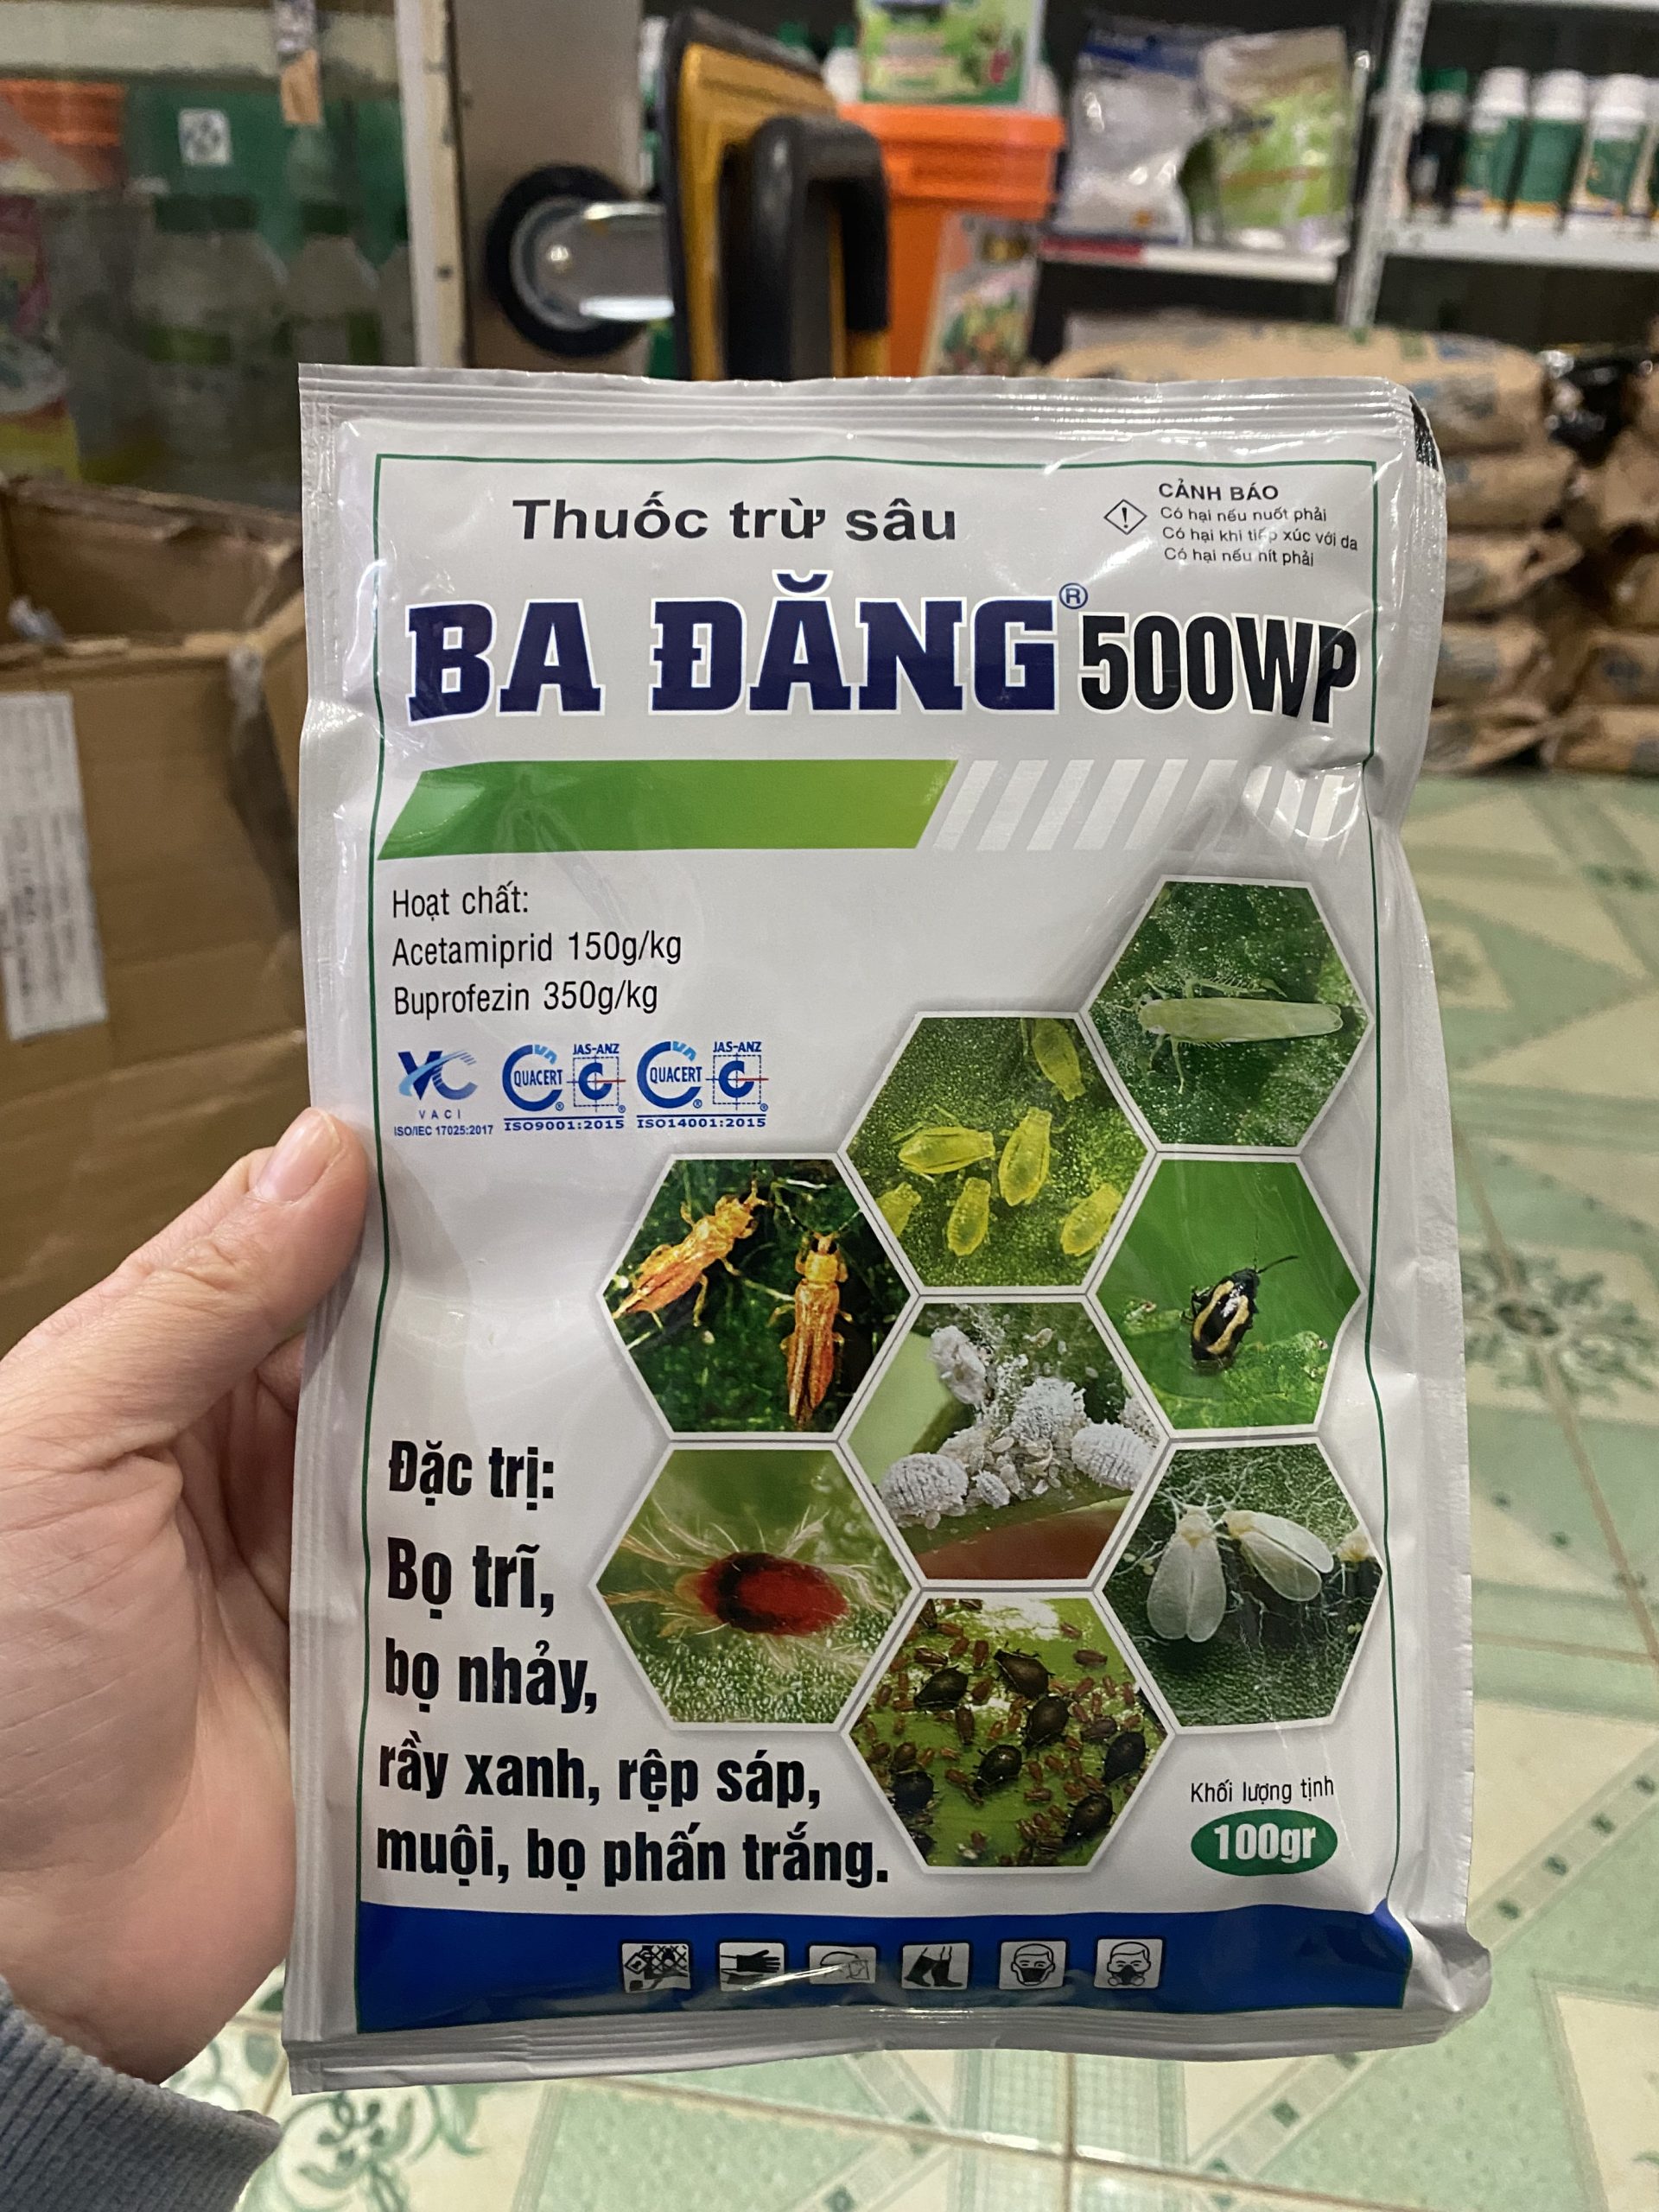 Thuốc trừ sâu
CẢNH BÁO
Có hại nếu nuốt phải
Có hại khi tiếp xúc với da
Có hại nếu hít phải
BA ĐĂNG® 500WP
Hoạt chất:
Acetamiprid 150g/kg
Buprofezin 350g/kg
VACI
ISO/IEC 17025:2017
QUACERT
JAS-ANZ
ISO9001:2015
QUACERT
JAS-ANZ
ISO14001:2015
Đặc trị:
Bọ trĩ,
bọ nhảy,
rầy xanh, rệp sáp,
muội, bọ phấn trắng.
Khối lượng tịnh
100gr